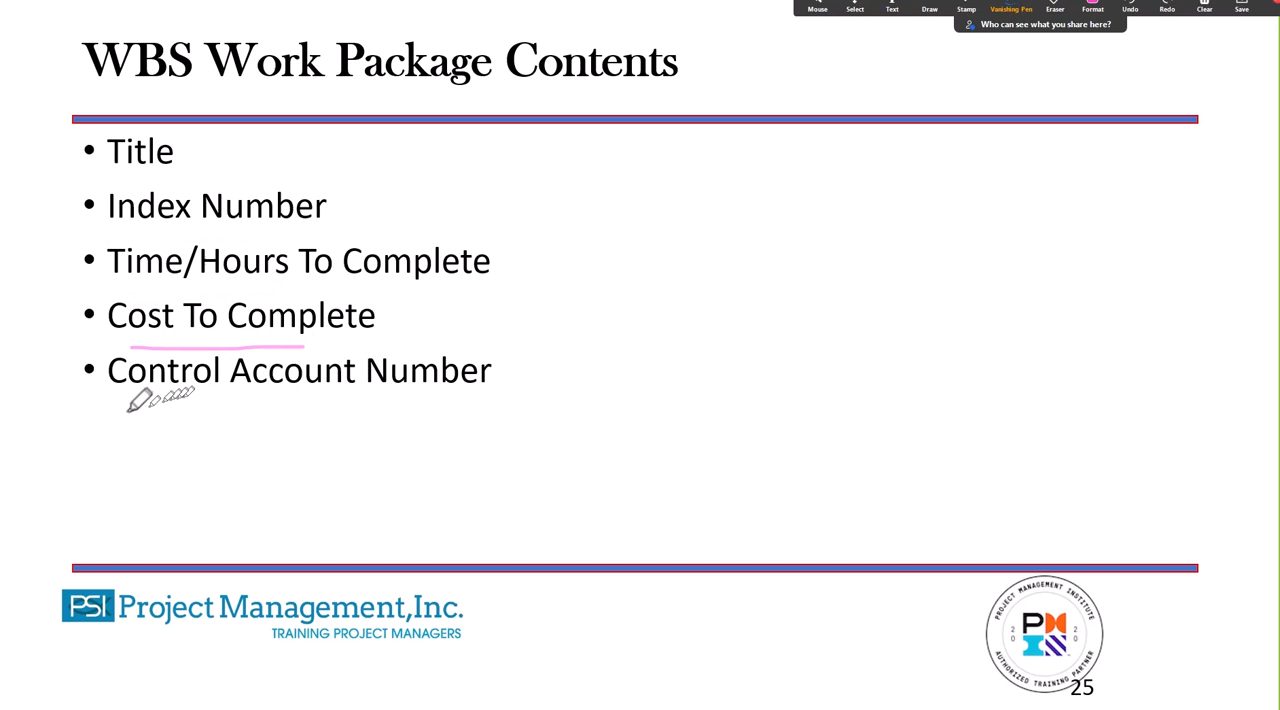 Mouse Select Text Draw Stamp Vanishing Pen Eraser Format Undo Redo Clear Save
Who can see what you share here?
WBS Work Package Contents
• Title
• Index Number
• Time/Hours To Complete
• Cost To Complete
• Control Account Number
PSI Project Management,Inc.
TRAINING PROJECT MANAGERS
PROJECT MANAGEMENT INSTITUTE
2020
AUTHORIZED TRAINING PARTNER
25